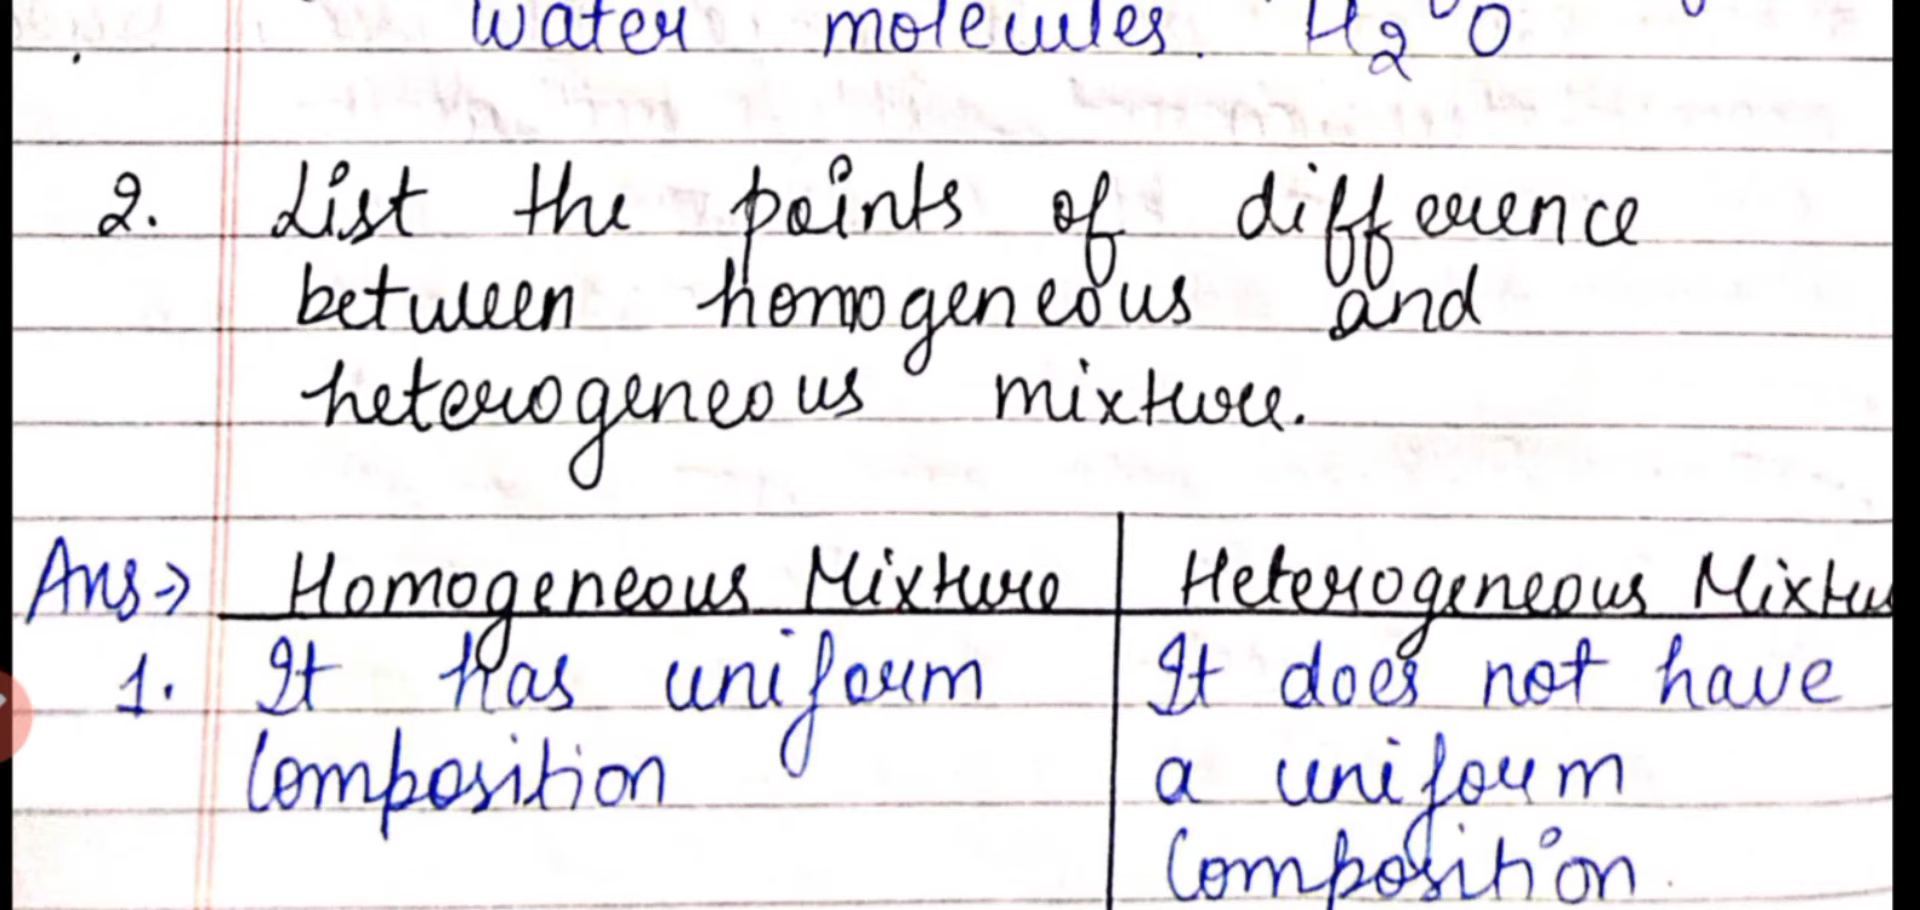 water molecules. H2O
2. List the points of difference
between homogeneous and
heterogeneous mixture.
Ans-> Homogeneous Mixture Heterogeneous Mixtu
1. It has uniform It does not have
composition a uniform
composition.